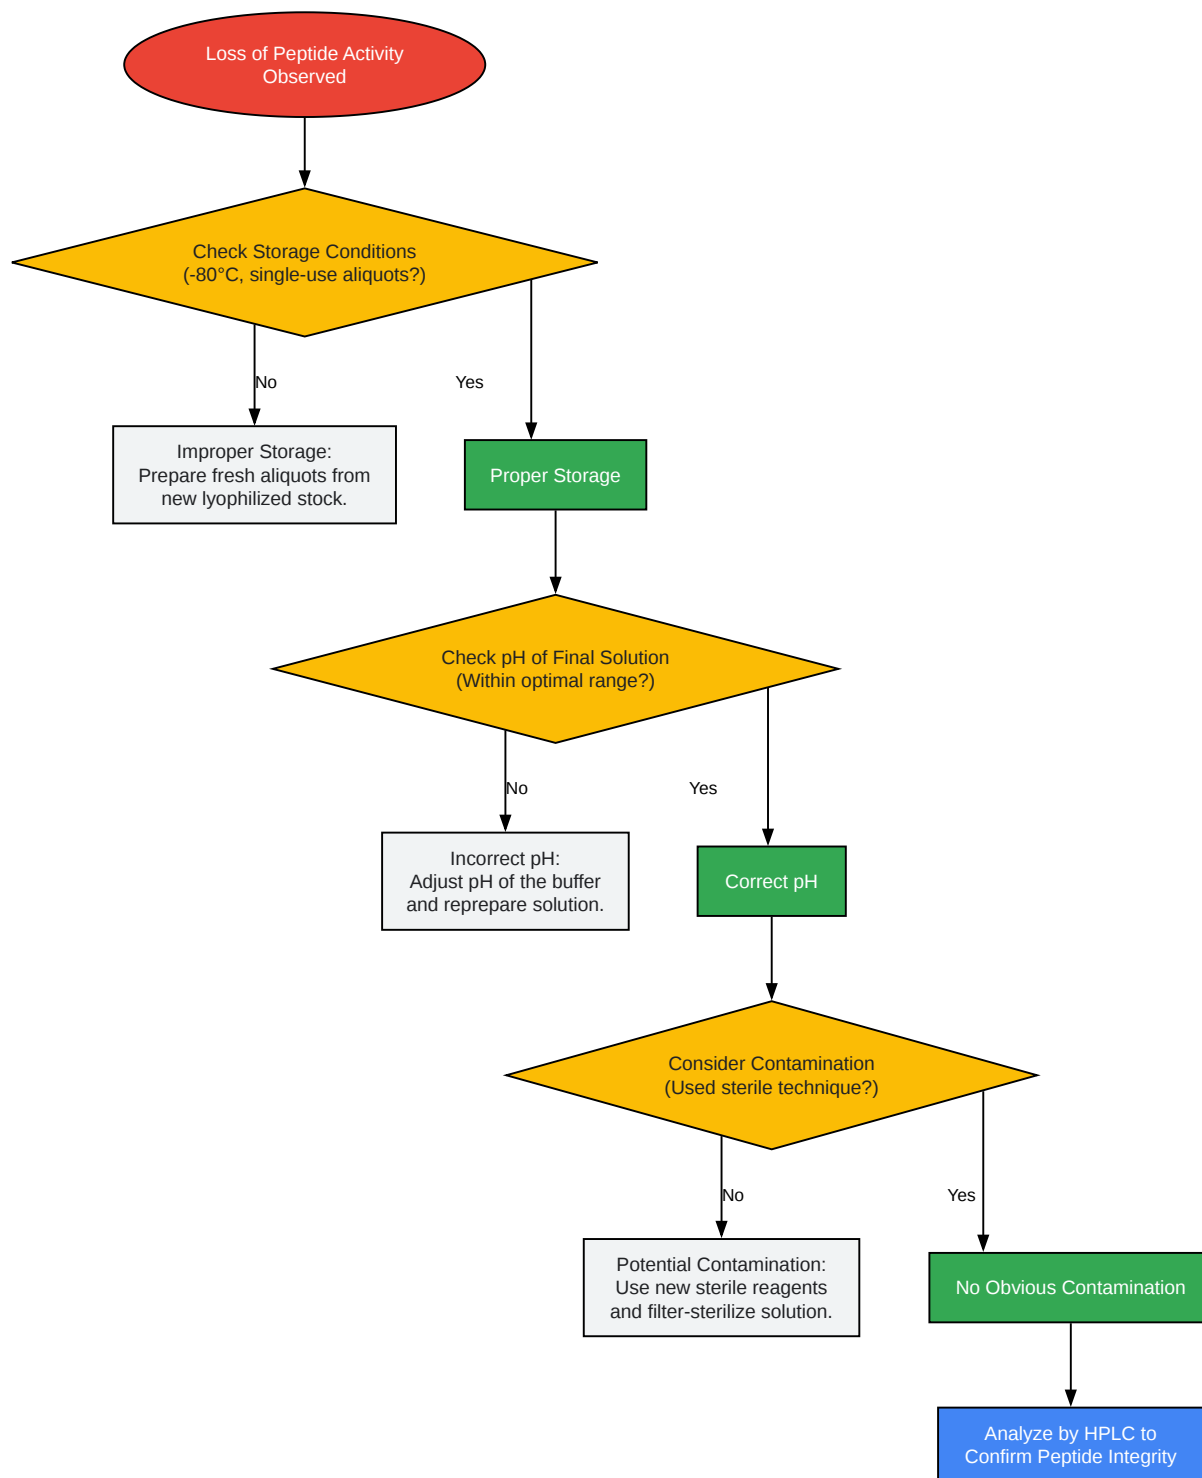 Loss of Peptide Activity
Observed
Check Storage Conditions
(-80°C, single-use aliquots?)
No
Yes
Improper Storage:
Prepare fresh aliquots from
new lyophilized stock.
Proper Storage
Check pH of Final Solution
(Within optimal range?)
No
Yes
Incorrect pH:
Adjust pH of the buffer
and reprepare solution.
Correct pH
Consider Contamination
(Used sterile technique?)
No
Yes
Potential Contamination:
Use new sterile reagents
and filter-sterilize solution.
No Obvious Contamination
Analyze by HPLC to
Confirm Peptide Integrity